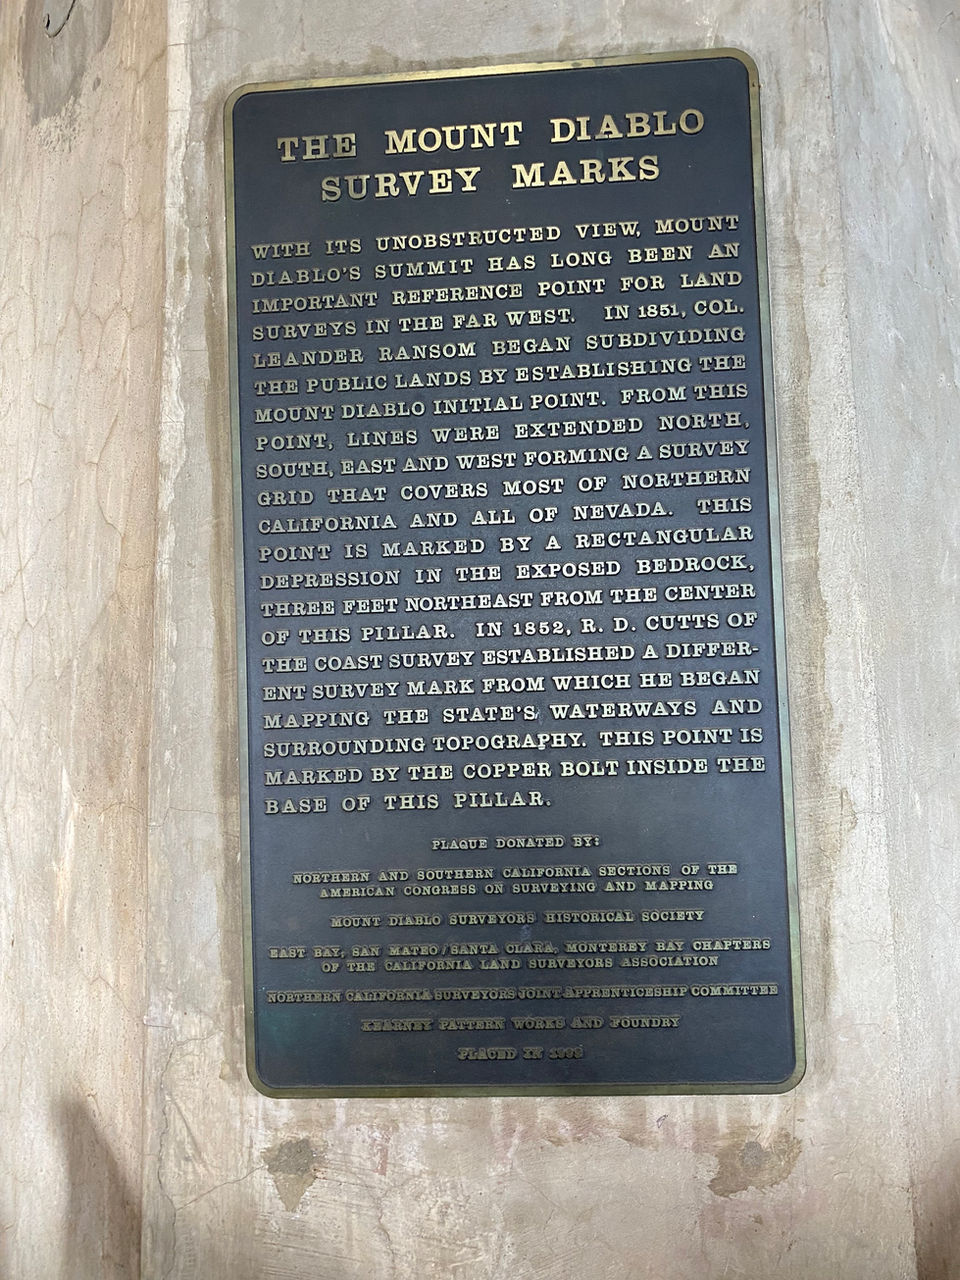 THE MOUNT DIABLO
SURVEY MARKS
WITH ITS UNOBSTRUCTED VIEW, MOUNT
DIABLO'S SUMMIT HAS LONG BEEN AN
IMPORTANT REFERENCE POINT FOR LAND
SURVEYS IN THE FAR WEST. IN 1851, COL.
LEANDER RANSOM BEGAN SUBDIVIDING
THE PUBLIC LANDS BY ESTABLISHING THE
MOUNT DIABLO INITIAL POINT. FROM THIS
POINT, LINES WERE EXTENDED NORTH,
SOUTH, EAST AND WEST FORMING A SURVEY
GRID THAT COVERS MOST OF NORTHERN
CALIFORNIA AND ALL OF NEVADA. THIS
POINT IS MARKED BY A RECTANGULAR
DEPRESSION IN THE EXPOSED BEDROCK,
THREE FEET NORTHEAST FROM THE CENTER
OF THIS PILLAR. IN 1852, R. D. CUTTS OF
THE COAST SURVEY ESTABLISHED A DIFFER-
ENT SURVEY MARK FROM WHICH HE BEGAN
MAPPING THE STATE'S WATERWAYS AND
SURROUNDING TOPOGRAPHY. THIS POINT IS
MARKED BY THE COPPER BOLT INSIDE THE
BASE OF THIS PILLAR.
PLAQUE DONATED BY:
NORTHERN AND SOUTHERN CALIFORNIA SECTIONS OF THE
AMERICAN CONGRESS ON SURVEYING AND MAPPING
MOUNT DIABLO SURVEYORS HISTORICAL SOCIETY
EAST BAY, SAN MATEO/SANTA CLARA, MONTEREY BAY CHAPTERS
OF THE CALIFORNIA LAND SURVEYORS ASSOCIATION
NORTHERN CALIFORNIA SURVEYORS JOINT APPRENTICESHIP COMMITTEE
KEARNEY PATTERN WORKS AND FOUNDRY
PLACED IN